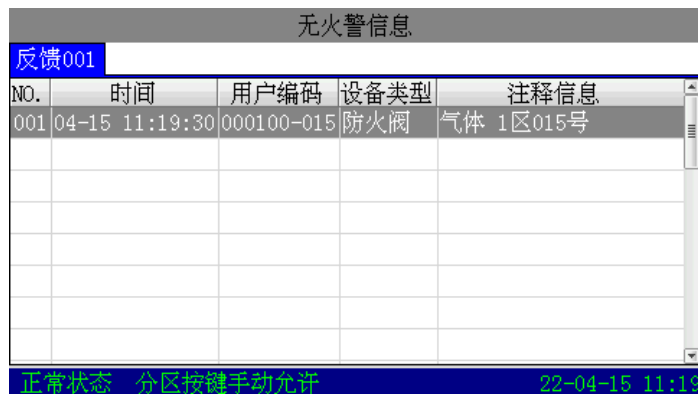 无火警信息
反馈001
NO. 时间 用户编码 设备类型 注释信息
001 04-15 11:19:30 000100-015 防火阀 气体 1区015号
正常状态 分区按键手动允许 22-04-15 11:19